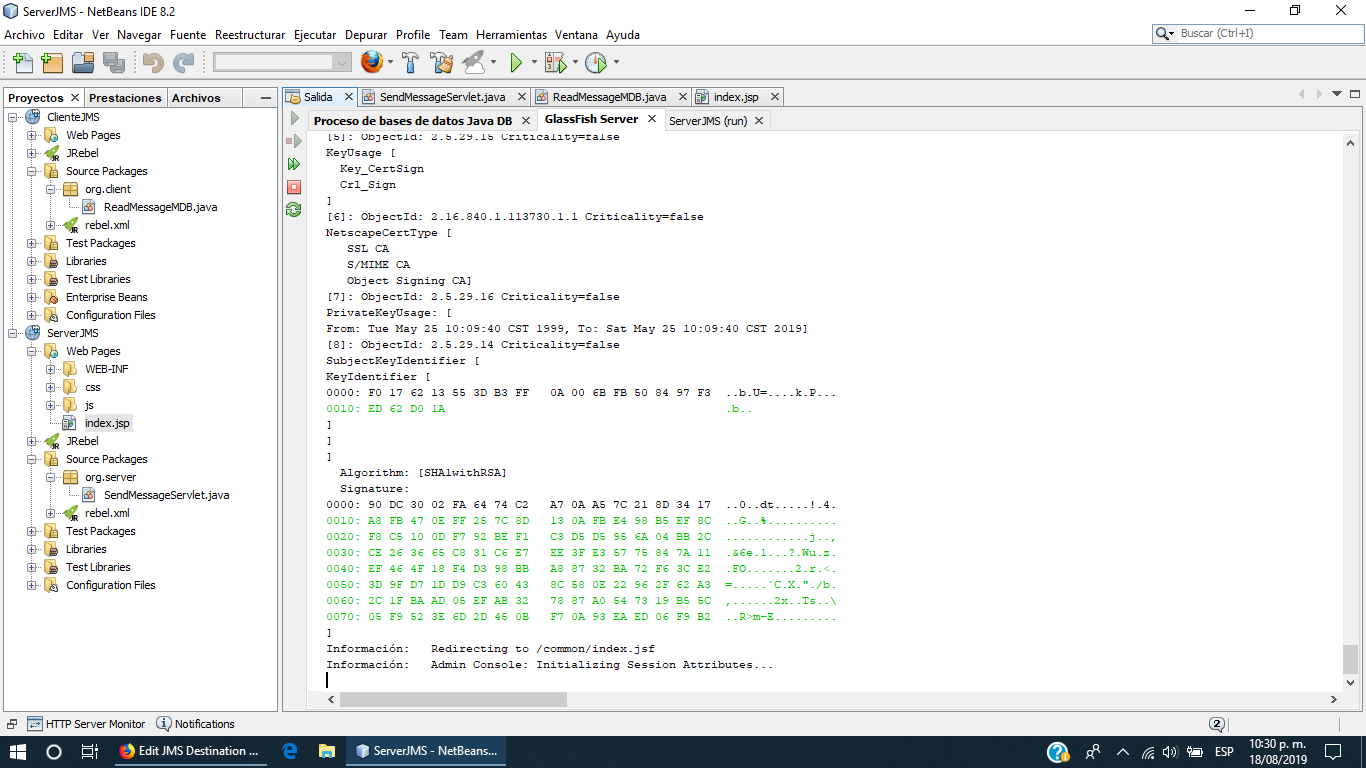 ServerJMS - NetBeans IDE 8.2
Archivo Editar Ver Navegar Fuente Reestructurar Ejecutar Depurar Profile Team Herramientas Ventana Ayuda
Buscar (Ctrl+I)
Proyectos Prestaciones Archivos
Salida SendMessageServlet.java ReadMessageMDB.java index.jsp
Proceso de bases de datos Java DB GlassFish Server ServerJMS (run)
ClienteJMS
Web Pages
JRebel
Source Packages
org.client
ReadMessageMDB.java
rebel.xml
Test Packages
Libraries
Test Libraries
Enterprise Beans
Configuration Files
ServerJMS
Web Pages
WEB-INF
css
js
index.jsp
JRebel
Source Packages
org.server
SendMessageServlet.java
rebel.xml
Test Packages
Libraries
Test Libraries
Configuration Files
[5]: ObjectId: 2.5.29.15 Criticality=false
KeyUsage [
Key_CertSign
Crl_Sign
]
[6]: ObjectId: 2.16.840.1.113730.1.1 Criticality=false
NetscapeCertType [
SSL CA
S/MIME CA
Object Signing CA]
[7]: ObjectId: 2.5.29.16 Criticality=false
PrivateKeyUsage: [
From: Tue May 25 10:09:40 CST 1999, To: Sat May 25 10:09:40 CST 2019]
[8]: ObjectId: 2.5.29.14 Criticality=false
SubjectKeyIdentifier [
KeyIdentifier [
0000: F0 17 62 13 55 3D B3 FF 0A 00 6B FB 50 84 97 F3 ..b.U=....k.P...
0010: ED 62 D0 1A .b..
]
]
]
Algorithm: [SHA1withRSA]
Signature:
0000: 90 DC 30 02 FA 64 74 C2 A7 0A A5 7C 21 8D 34 17 ..0..dt.....!.4.
0010: A8 FB 47 0E FF 25 7C 8D 13 0A FB E4 98 B5 EF 8C ..G..%..........
0020: F8 C5 10 0D F7 92 BE F1 C3 D5 D5 95 6A 04 BB 2C ............j..,
0030: CE 26 36 65 C8 31 C6 E7 EE 3F E3 57 75 84 7A 11 .&6e.1...?.Wu.z.
0040: EF 46 4F 18 F4 D3 98 BB A8 87 32 BA 72 F6 3C E2 .FO.......2.r.<.
0050: 3D 9F D7 1D D9 C3 60 43 8C 58 0E 22 96 2F 62 A3 =.....`C.X."./b.
0060: 2C 1F BA AD 05 EF AB 32 78 87 A0 54 73 19 B5 5C ,......2x..Ts..\
0070: 05 F9 52 3E 6D 2D 45 0B F7 0A 93 EA ED 06 F9 B2 ..R>m-E.........
]
Información: Redirecting to /common/index.jsf
Información: Admin Console: Initializing Session Attributes...
HTTP Server Monitor Notifications 2
Edit JMS Destination ... ServerJMS - NetBeans... ESP 10:30 p. m.
18/08/2019